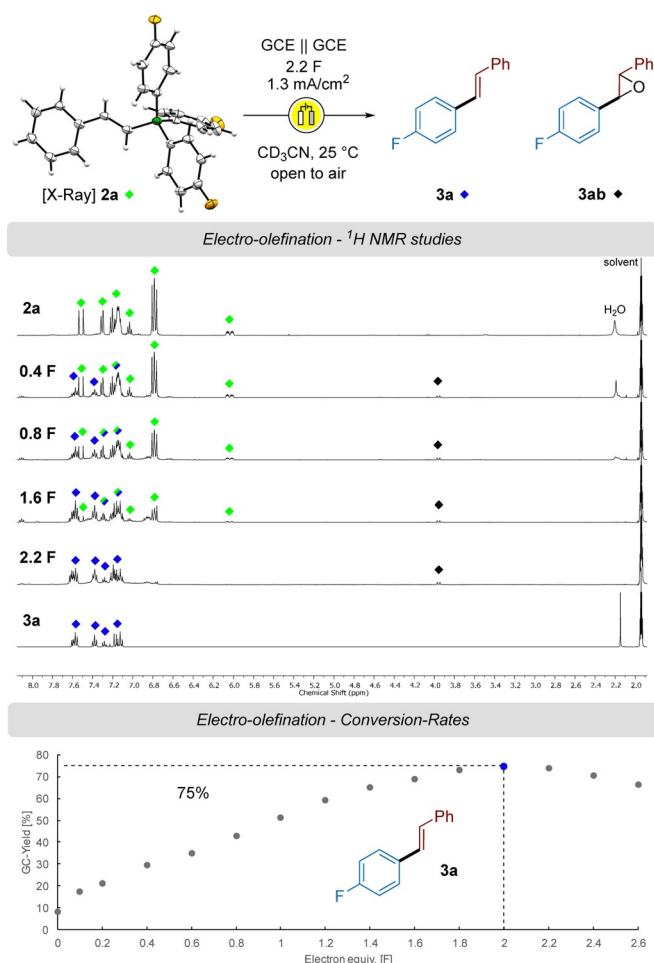 GCE || GCE
2.2 F
1.3 mA/cm²
CD₃CN, 25 °C
open to air
[X-Ray] 2a
Ph
F
3a
Ph
O
F
3ab
Electro-olefination - ¹H NMR studies
solvent
2a
H₂O
0.4 F
0.8 F
1.6 F
2.2 F
3a
8.0 7.8 7.6 7.4 7.2 7.0 6.8 6.6 6.4 6.2 6.0 5.8 5.6 5.4 5.2 5.0 4.8 4.6 4.4 4.2 4.0 3.8 3.6 3.4 3.2 3.0 2.8 2.6 2.4 2.2 2.0
Chemical Shift (ppm)
Electro-olefination - Conversion-Rates
GC-Yield [%]
80
70
60
50
40
30
20
10
0
75%
Ph
F
3a
0 0.2 0.4 0.6 0.8 1 1.2 1.4 1.6 1.8 2 2.2 2.4 2.6
Electron equiv. [F]